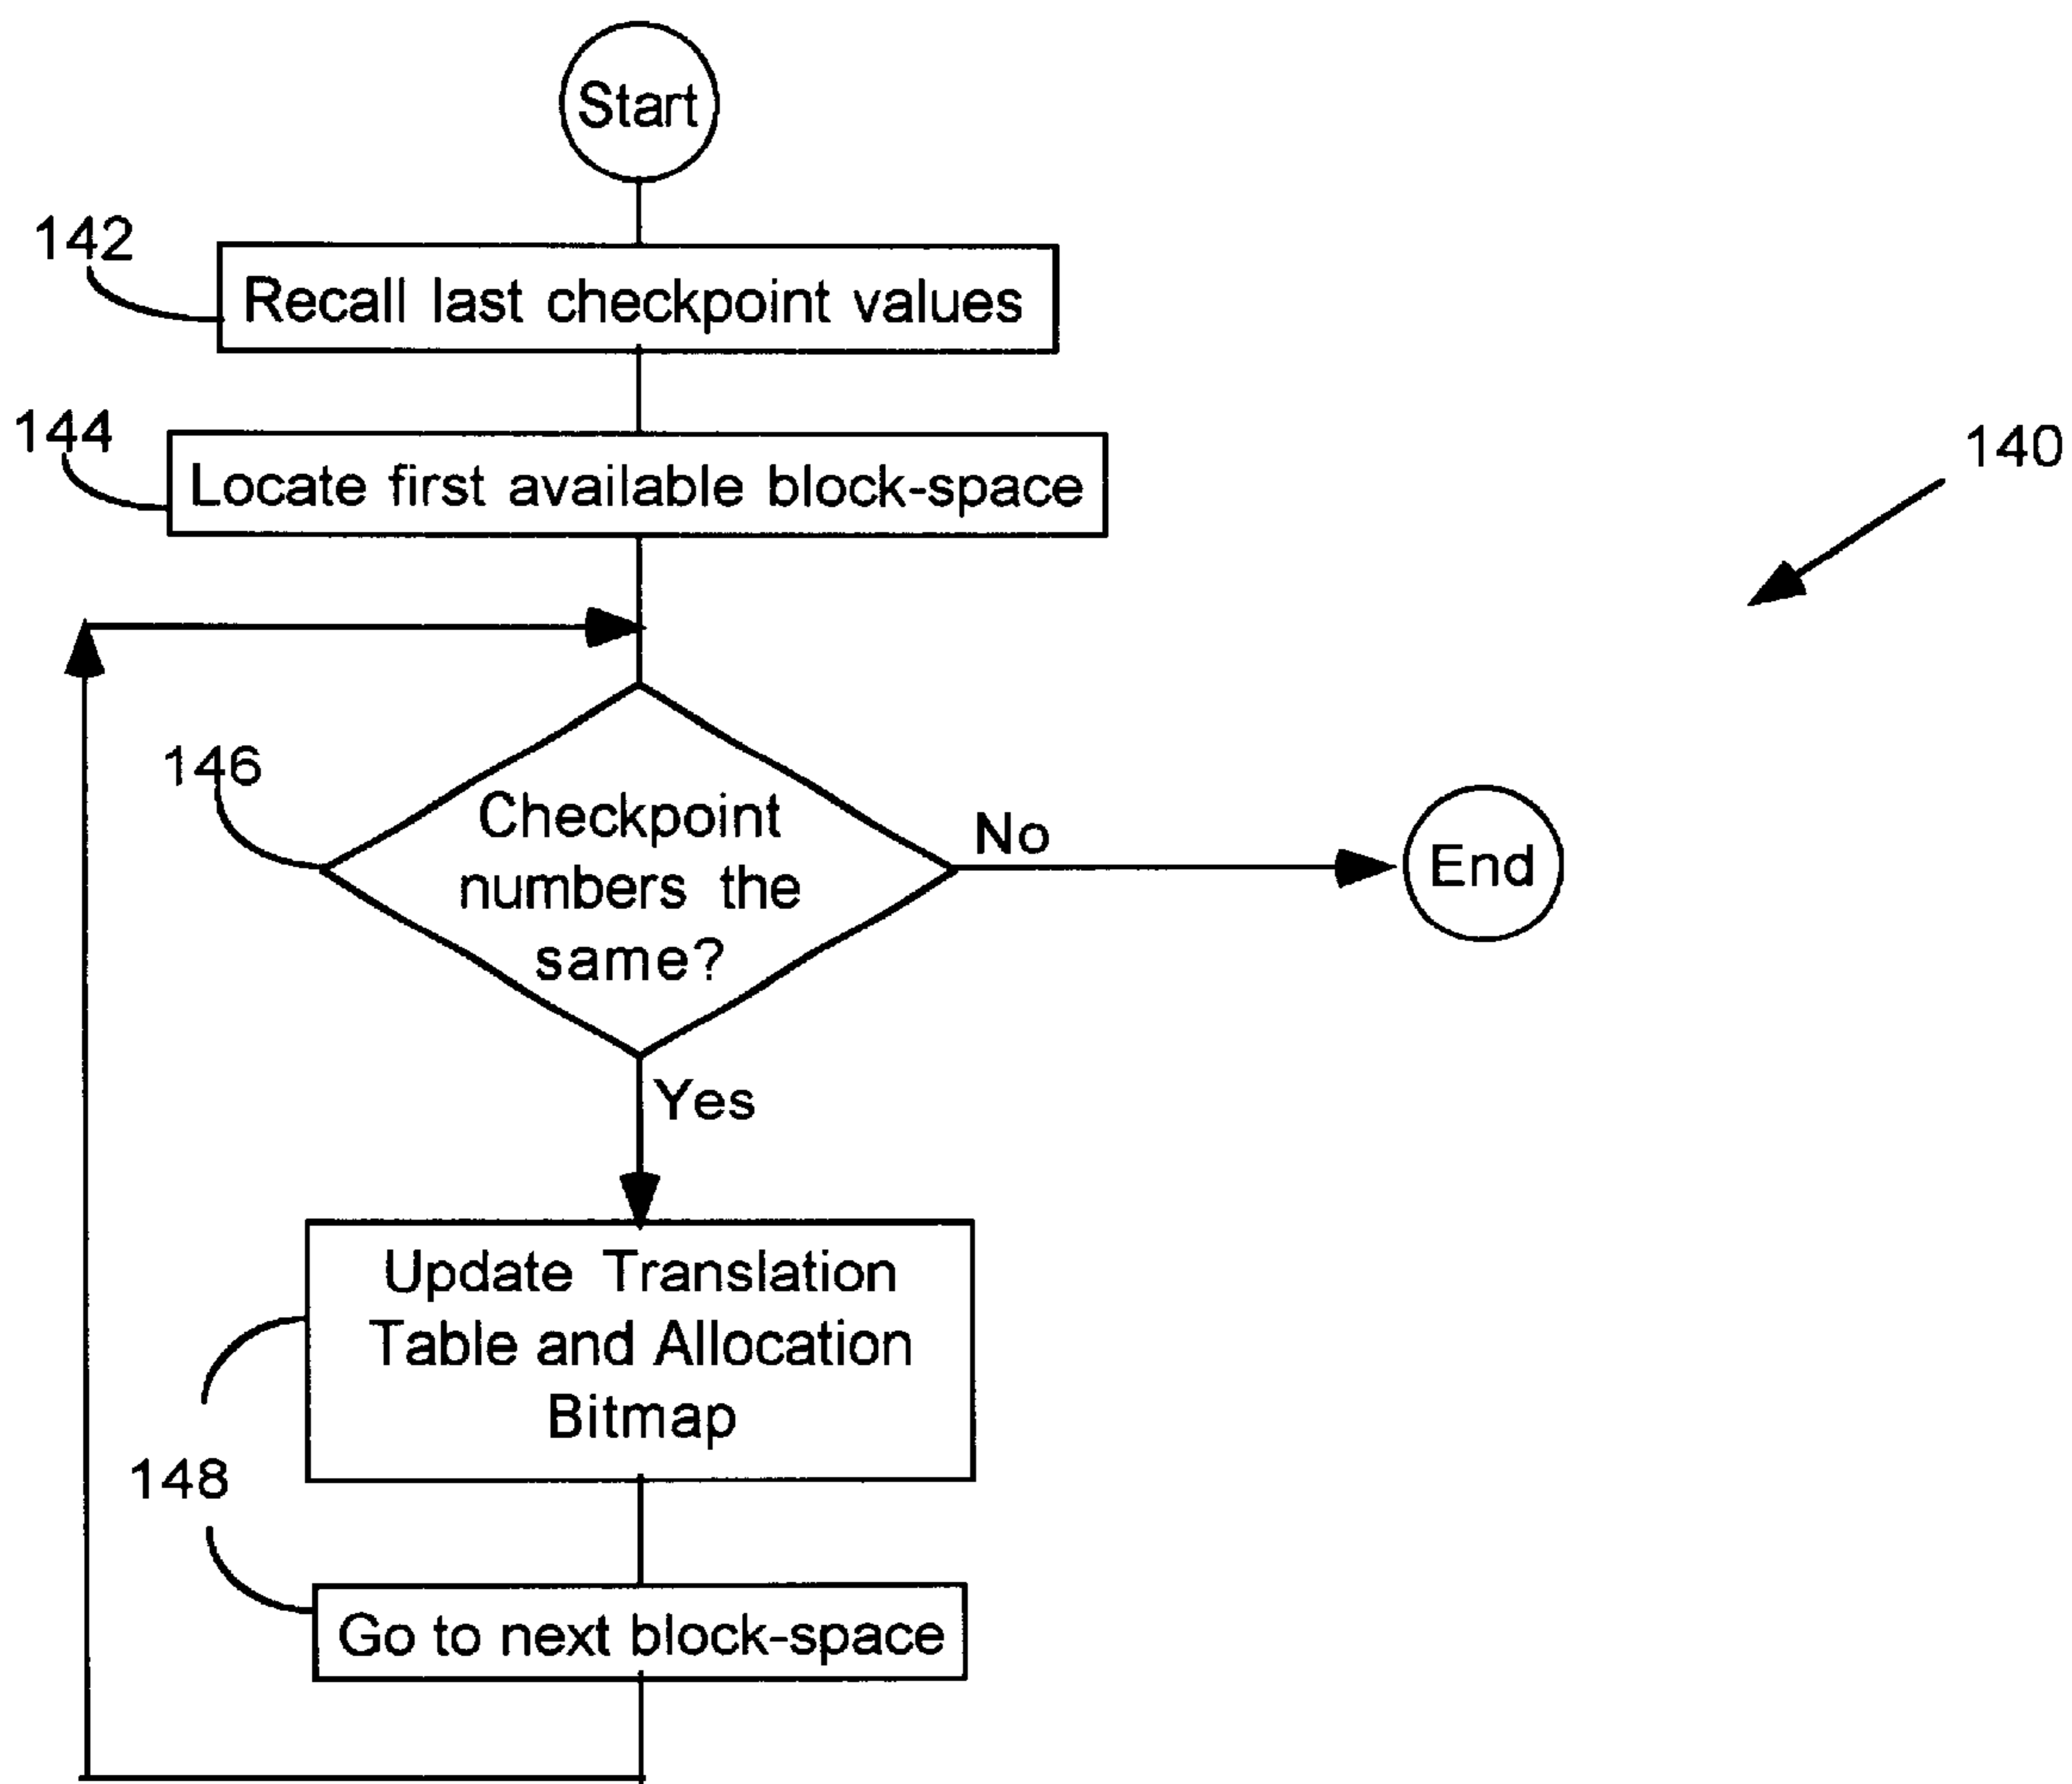 Start
142
Recall last checkpoint values
144
Locate first available block-space
140
146
Checkpoint
numbers the
same?
No
End
Yes
Update Translation
Table and Allocation
Bitmap
148
Go to next block-space